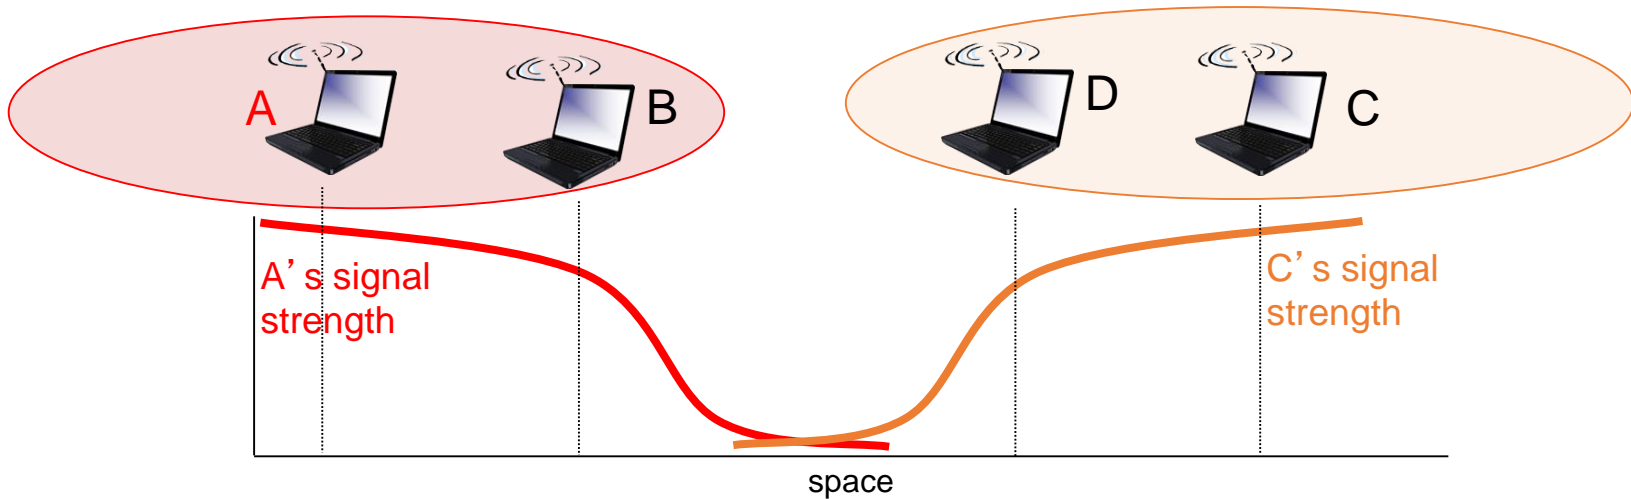 A
B
D
C
A’s signal
strength
C’s signal
strength
space